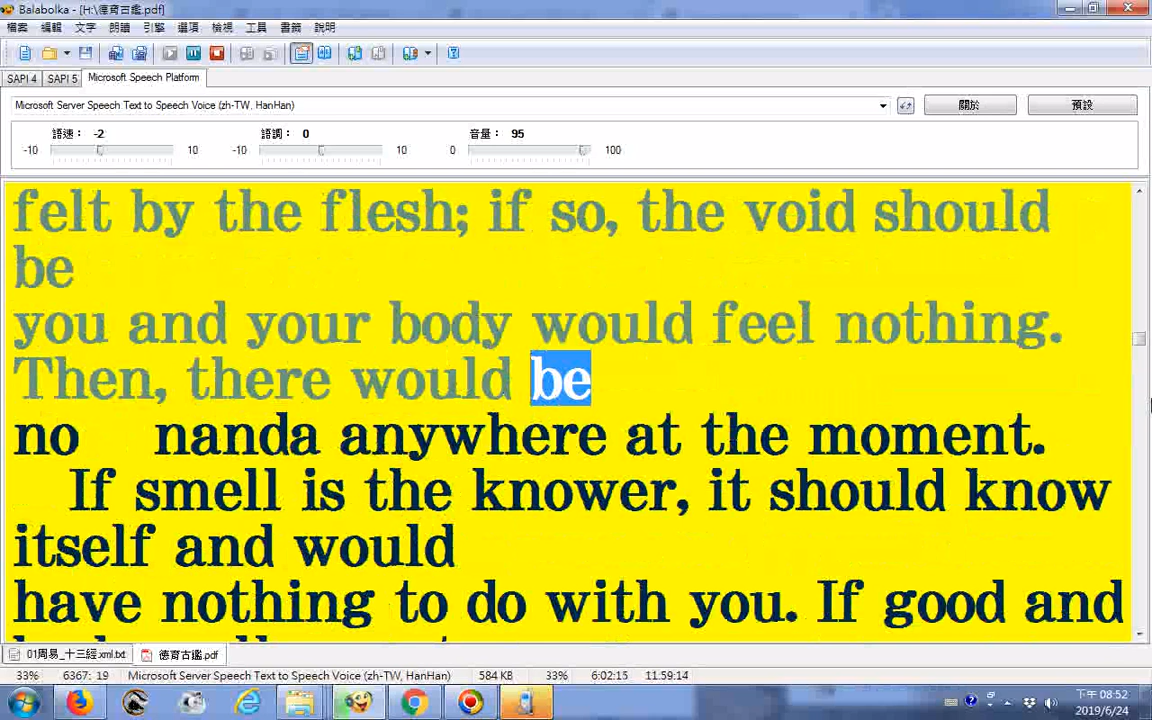 Balabolka - [H:\德育古鑑.pdf]
檔案 編輯 文字 朗讀 引擎 選項 檢視 工具 書籤 說明
SAPI 4 SAPI 5 Microsoft Speech Platform
Microsoft Server Speech Text to Speech Voice (zh-TW, HanHan) 關於 預設
語速： -2 語調： 0 音量： 95
-10 10 -10 10 0 100
felt by the flesh; if so, the void should
be
you and your body would feel nothing.
Then, there would be
no nanda anywhere at the moment.
If smell is the knower, it should know
itself and would
have nothing to do with you. If good and
01周易_十三經.xml.txt 德育古鑑.pdf
33% 6367: 19 Microsoft Server Speech Text to Speech Voice (zh-TW, HanHan) 584 KB 33% 6:02:15 11:59:14
下午 08:52
2019/6/24